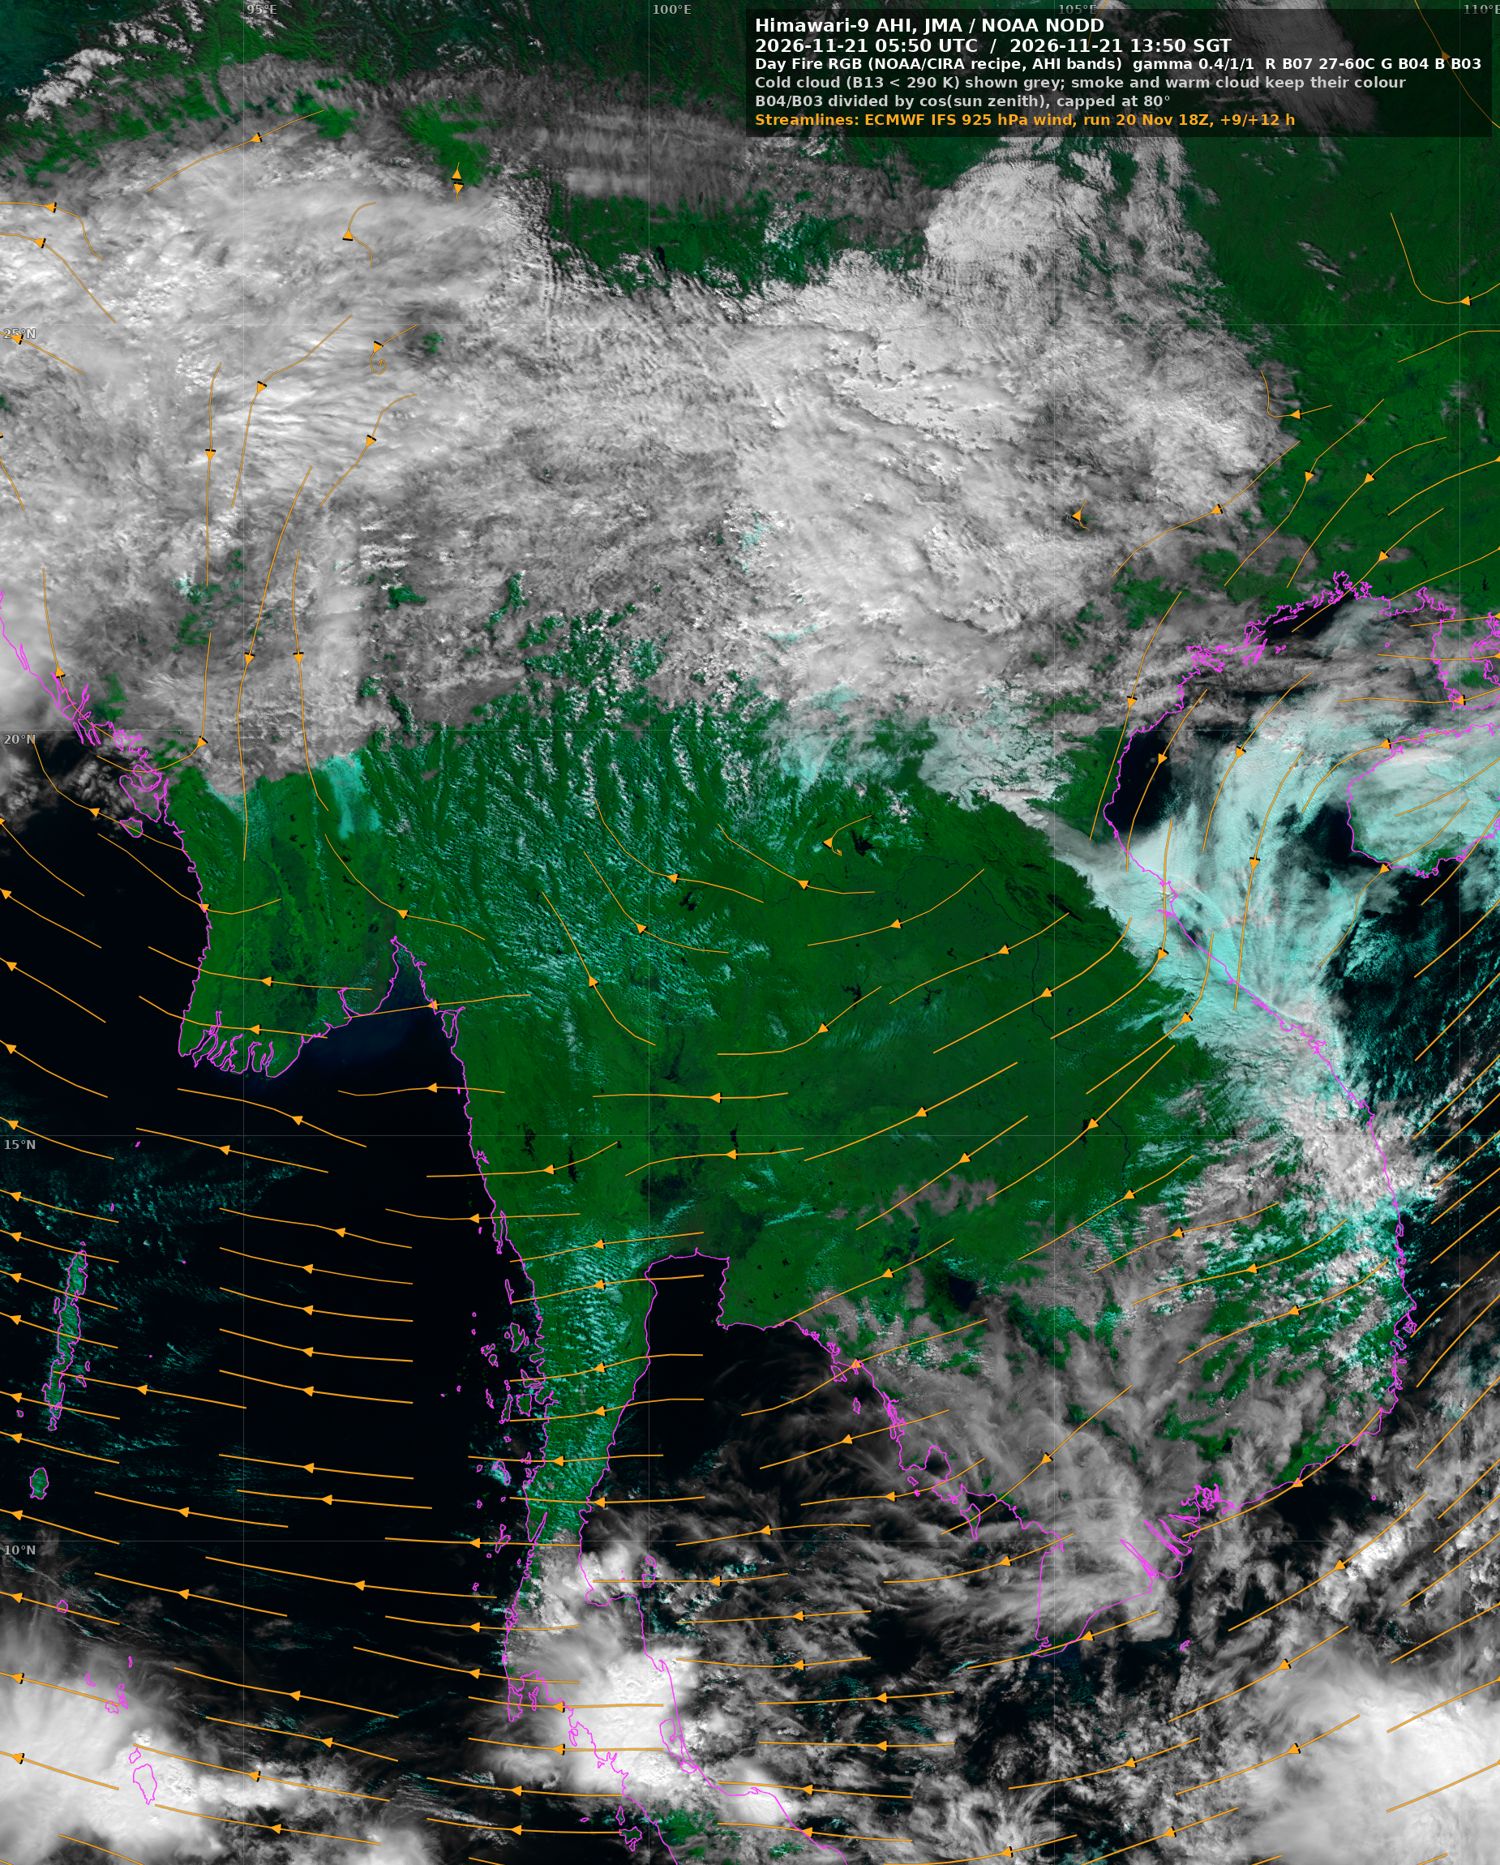 95°E
100°E
105°E
110°E
Himawari-9 AHI, JMA / NOAA NODD
2026-11-21 05:50 UTC / 2026-11-21 13:50 SGT
Day Fire RGB (NOAA/CIRA recipe, AHI bands) gamma 0.4/1/1 R B07 27-60C G B04 B B03
Cold cloud (B13 < 290 K) shown grey; smoke and warm cloud keep their colour
B04/B03 divided by cos(sun zenith), capped at 80°
Streamlines: ECMWF IFS 925 hPa wind, run 20 Nov 18Z, +9/+12 h
25°N
20°N
15°N
10°N